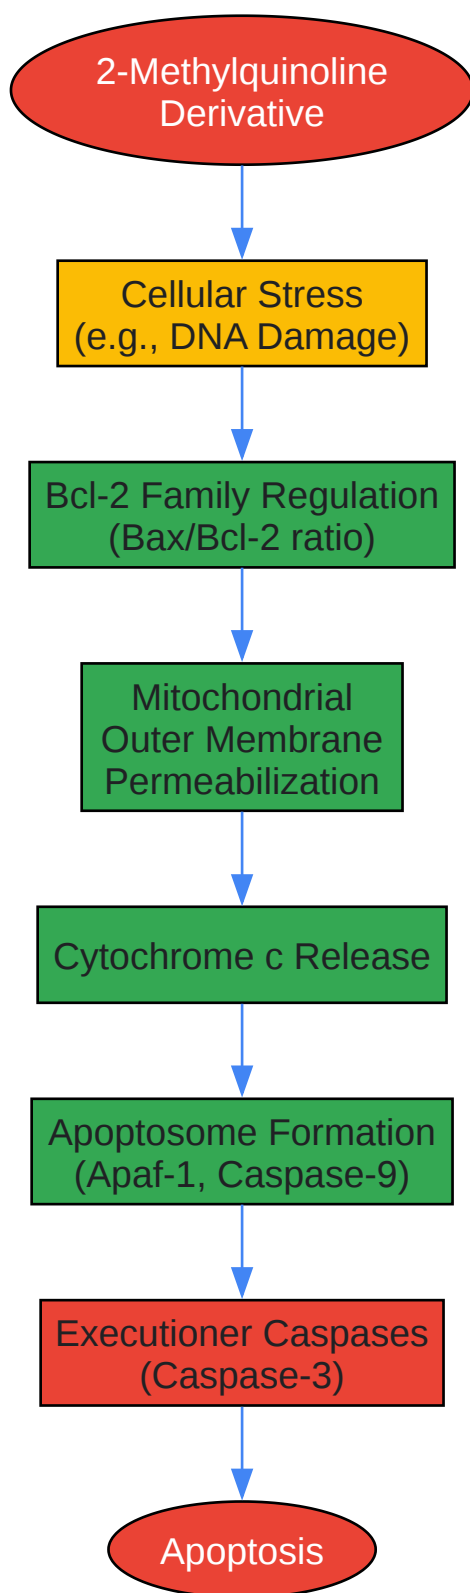 2-Methylquinoline
Derivative
Cellular Stress
(e.g., DNA Damage)
Bcl-2 Family Regulation
(Bax/Bcl-2 ratio)
Mitochondrial
Outer Membrane
Permeabilization
Cytochrome c Release
Apoptosome Formation
(Apaf-1, Caspase-9)
Executioner Caspases
(Caspase-3)
Apoptosis